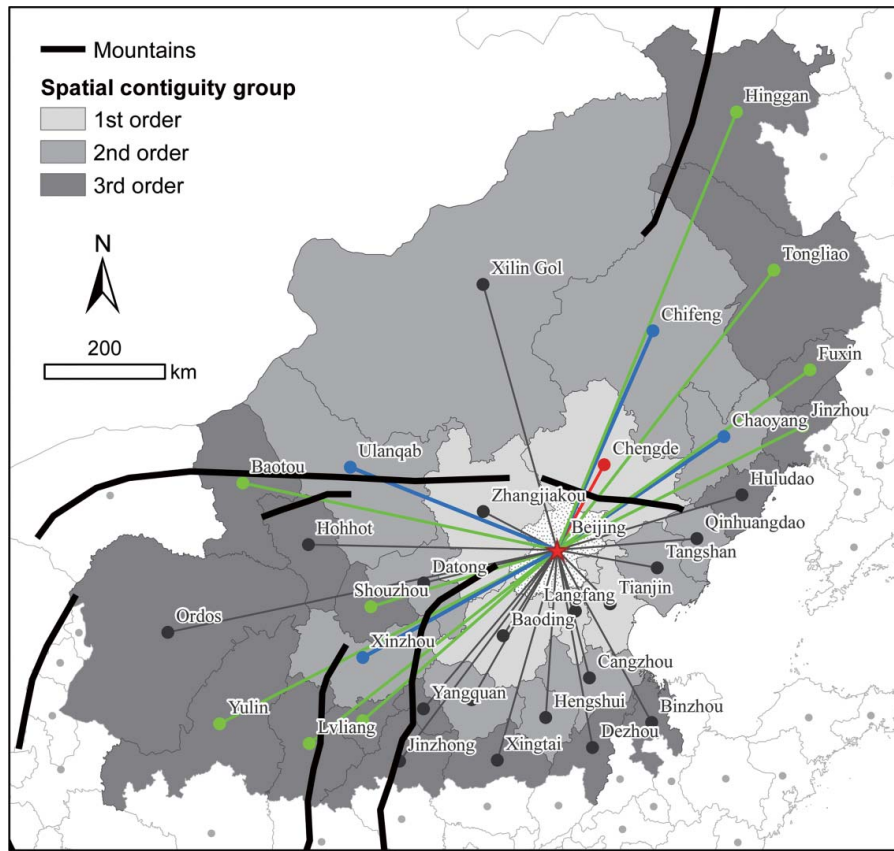 Mountains
Spatial contiguity group
1st order
2nd order
3rd order
N
200
km
Hinggan
Tongliao
Xilin Gol
Chifeng
Fuxin
Jinzhou
Chaoyang
Ulanqab
Chengde
Baotou
Huludao
Zhangjiakou
Hohhot
Beijing
Qinhuangdao
Tangshan
Datong
Tianjin
Shouzhou
Langfang
Ordos
Baoding
Xinzhou
Cangzhou
Yangquan
Hengshui
Binzhou
Yulin
Lvliang
Dezhou
Jinzhong
Xingtai